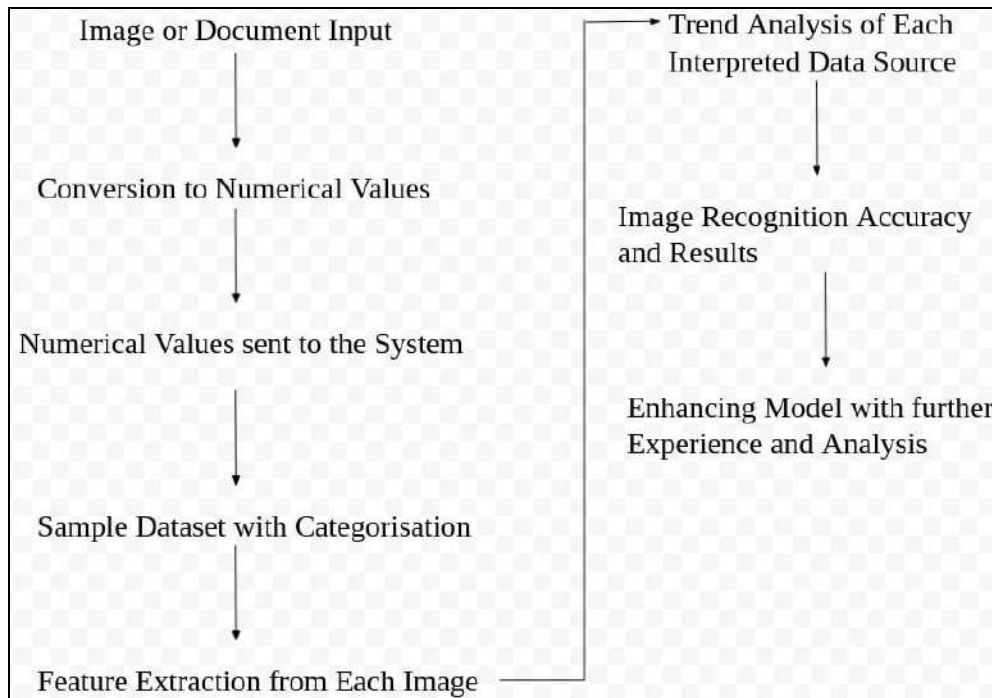 Image or Document Input
Conversion to Numerical Values
Numerical Values sent to the System
Sample Dataset with Categorisation
Feature Extraction from Each Image
Trend Analysis of Each
Interpreted Data Source
Image Recognition Accuracy
and Results
Enhancing Model with further
Experience and Analysis